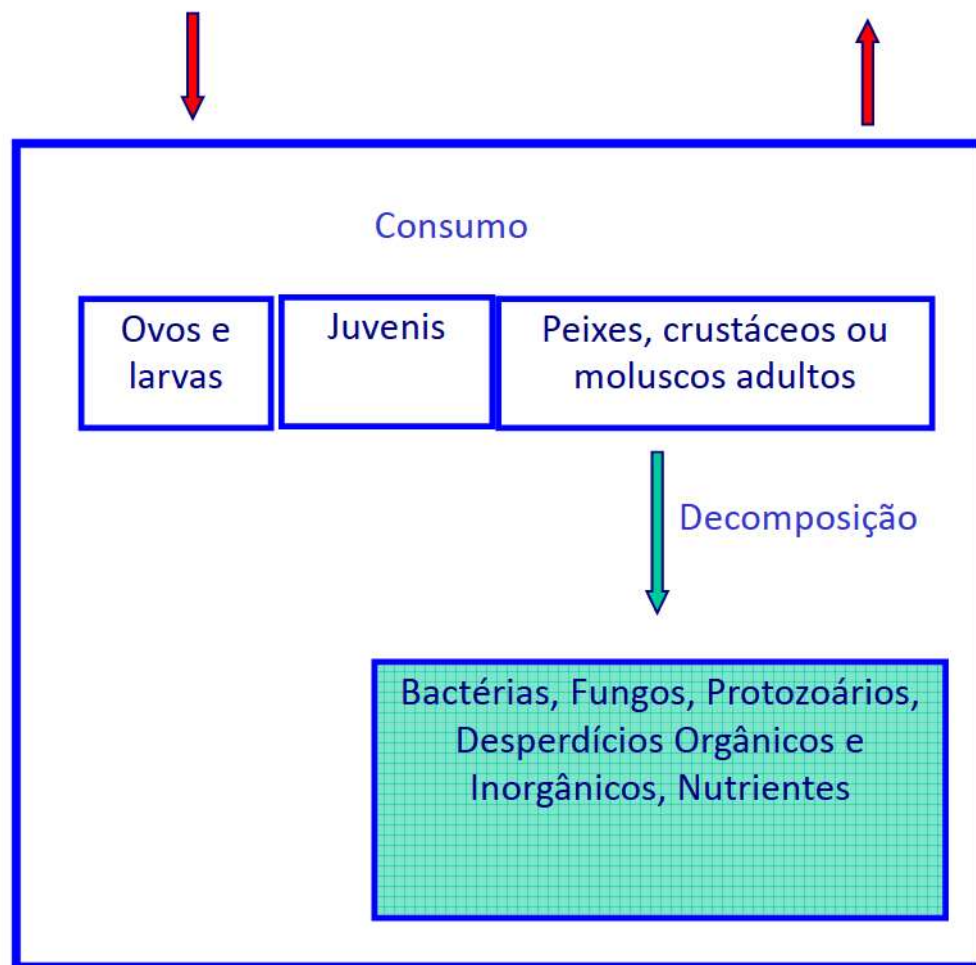 Consumo
Ovos e
larvas
Juvenis
Peixes, crustáceos ou
moluscos adultos
Decomposição
Bactérias, Fungos, Protozoários,
Desperdícios Orgânicos e
Inorgânicos, Nutrientes